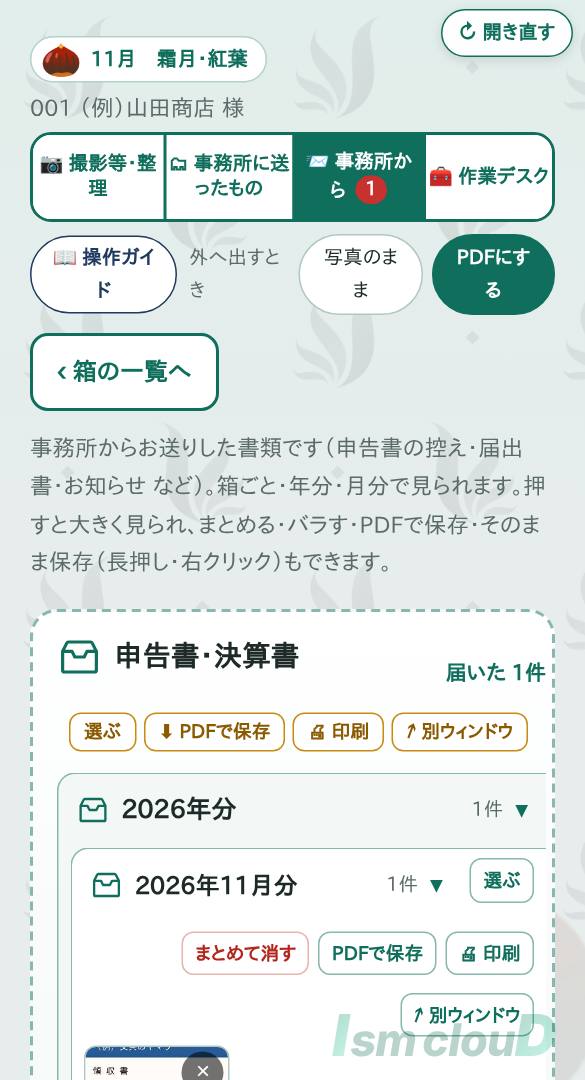 開き直す
11月 霜月・紅葉
001 (例)山田商店 様
撮影等・整
理
事務所に送
ったもの
事務所か
ら 1
作業デスク
操作ガイ
ド
外へ出すと
き
写真のま
ま
PDFにす
る
‹ 箱の一覧へ
事務所からお送りした書類です(申告書の控え・届出
書・お知らせ など)。箱ごと・年分・月分で見られます。押
すと大きく見られ、まとめる・バラす・PDFで保存・そのま
ま保存(長押し・右クリック)もできます。
申告書・決算書
届いた 1件
選ぶ
⬇ PDFで保存
印刷
↗ 別ウィンドウ
2026年分
1件 ▼
2026年11月分
1件 ▼
選ぶ
まとめて消す
PDFで保存
印刷
↗ 別ウィンドウ
Ism clouD
領 収 書
✕